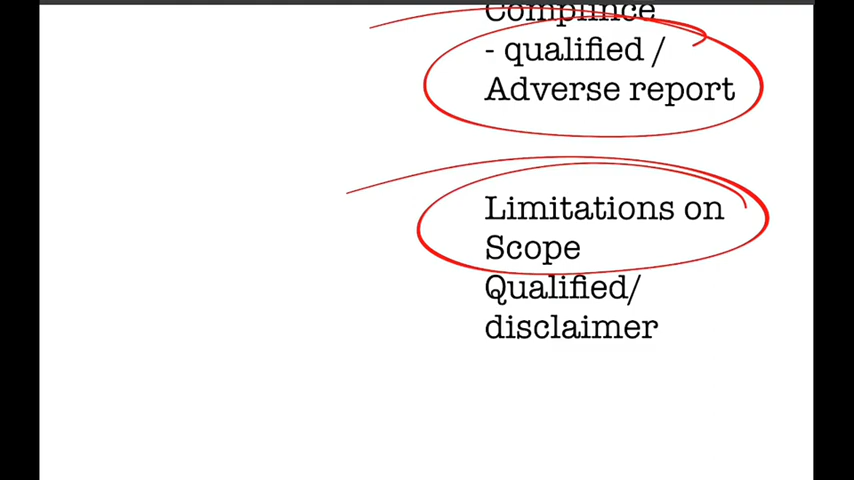 Complince
- qualified /
Adverse report
Limitations on
Scope
Qualified/
disclaimer